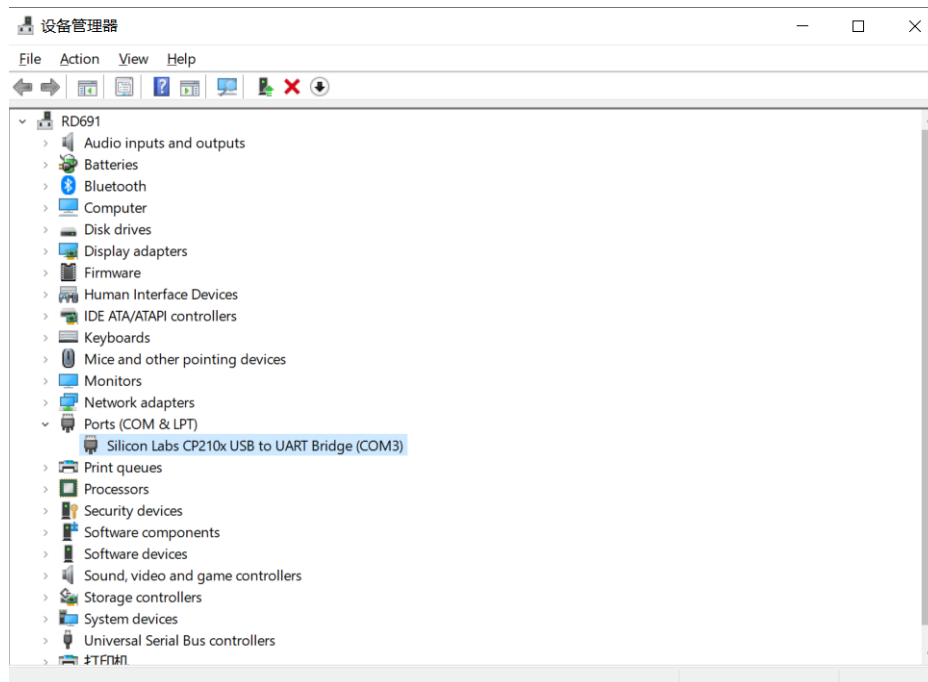 设备管理器
File Action View Help
RD691
Audio inputs and outputs
Batteries
Bluetooth
Computer
Disk drives
Display adapters
Firmware
Human Interface Devices
IDE ATA/ATAPI controllers
Keyboards
Mice and other pointing devices
Monitors
Network adapters
Ports (COM & LPT)
Silicon Labs CP210x USB to UART Bridge (COM3)
Print queues
Processors
Security devices
Software components
Software devices
Sound, video and game controllers
Storage controllers
System devices
Universal Serial Bus controllers
打印机